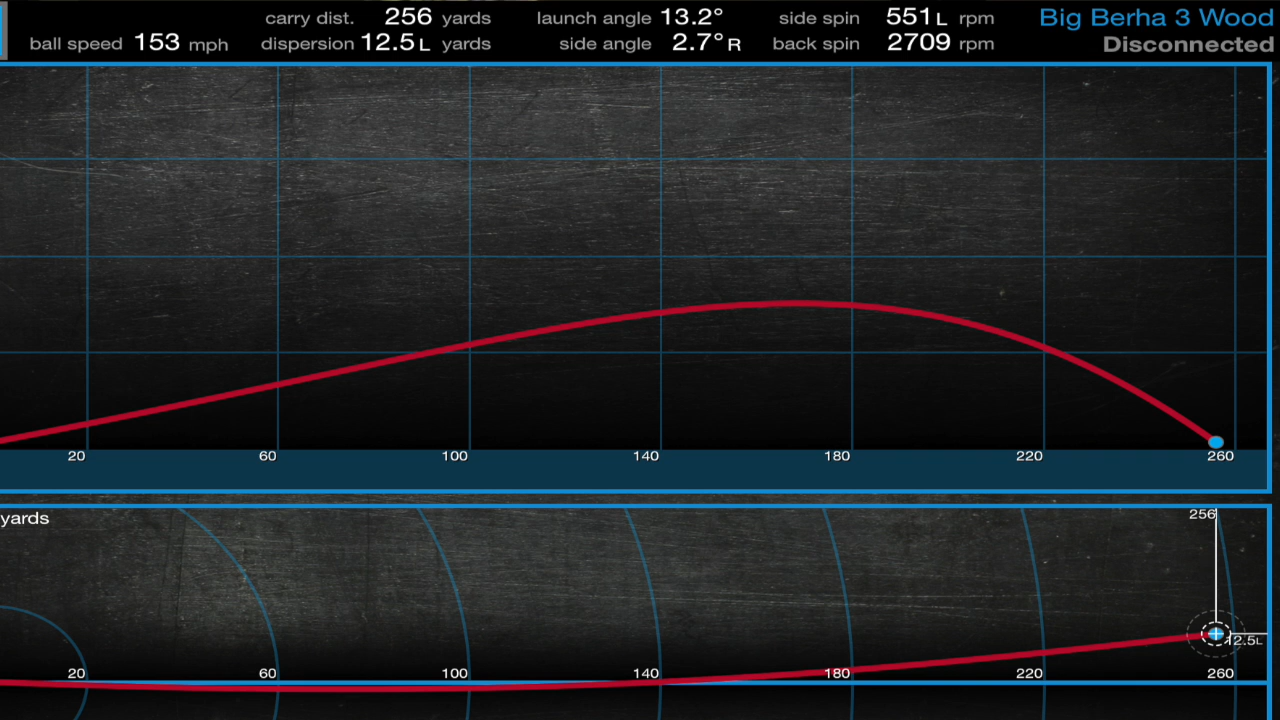 carry dist. 256 yards launch angle 13.2° side spin 551 L rpm Big Berha 3 Wood
ball speed 153 mph dispersion 12.5 L yards side angle 2.7° R back spin 2709 rpm Disconnected
20 60 100 140 180 220 260
yards 256
12.5L
20 60 100 140 180 220 260